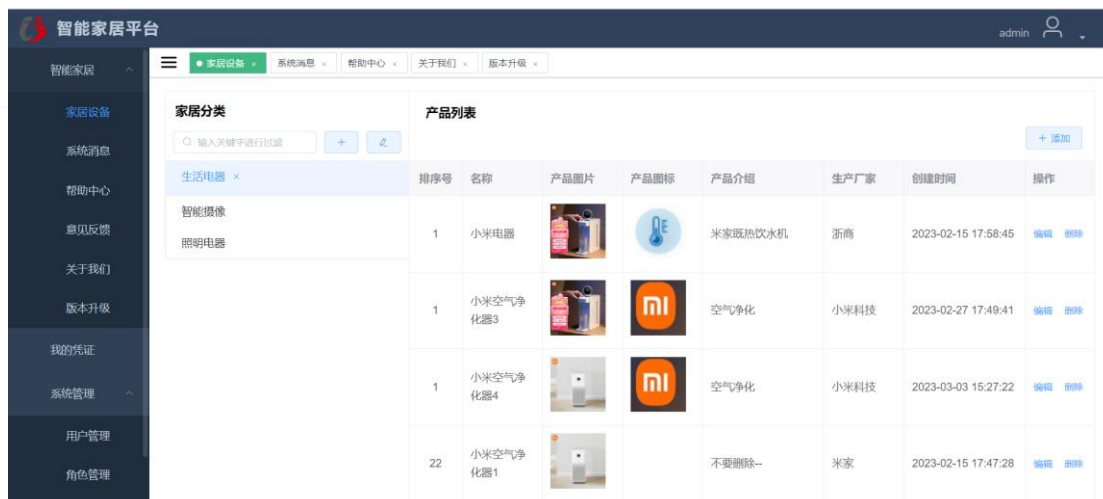 智能家居平台
admin
智能家居
家居设备
系统消息
帮助中心
意见反馈
关于我们
版本升级
我的凭证
系统管理
用户管理
角色管理
家居设备 ×
系统消息 ×
帮助中心 ×
关于我们 ×
版本升级 ×
家居分类
输入关键字进行过滤
+
生活电器 ×
智能摄像
照明电器
产品列表
+ 添加
排序号 名称 产品图片 产品图标 产品介绍 生产厂家 创建时间 操作
1 小米电器 E 米家既热饮水机 浙商 2023-02-15 17:58:45 编辑 删除
1 小米空气净
化器3 空气净化 小米科技 2023-02-27 17:49:41 编辑 删除
1 小米空气净
化器4 空气净化 小米科技 2023-03-03 15:27:22 编辑 删除
22 小米空气净
化器1 不要删除-- 米家 2023-02-15 17:47:28 编辑 删除